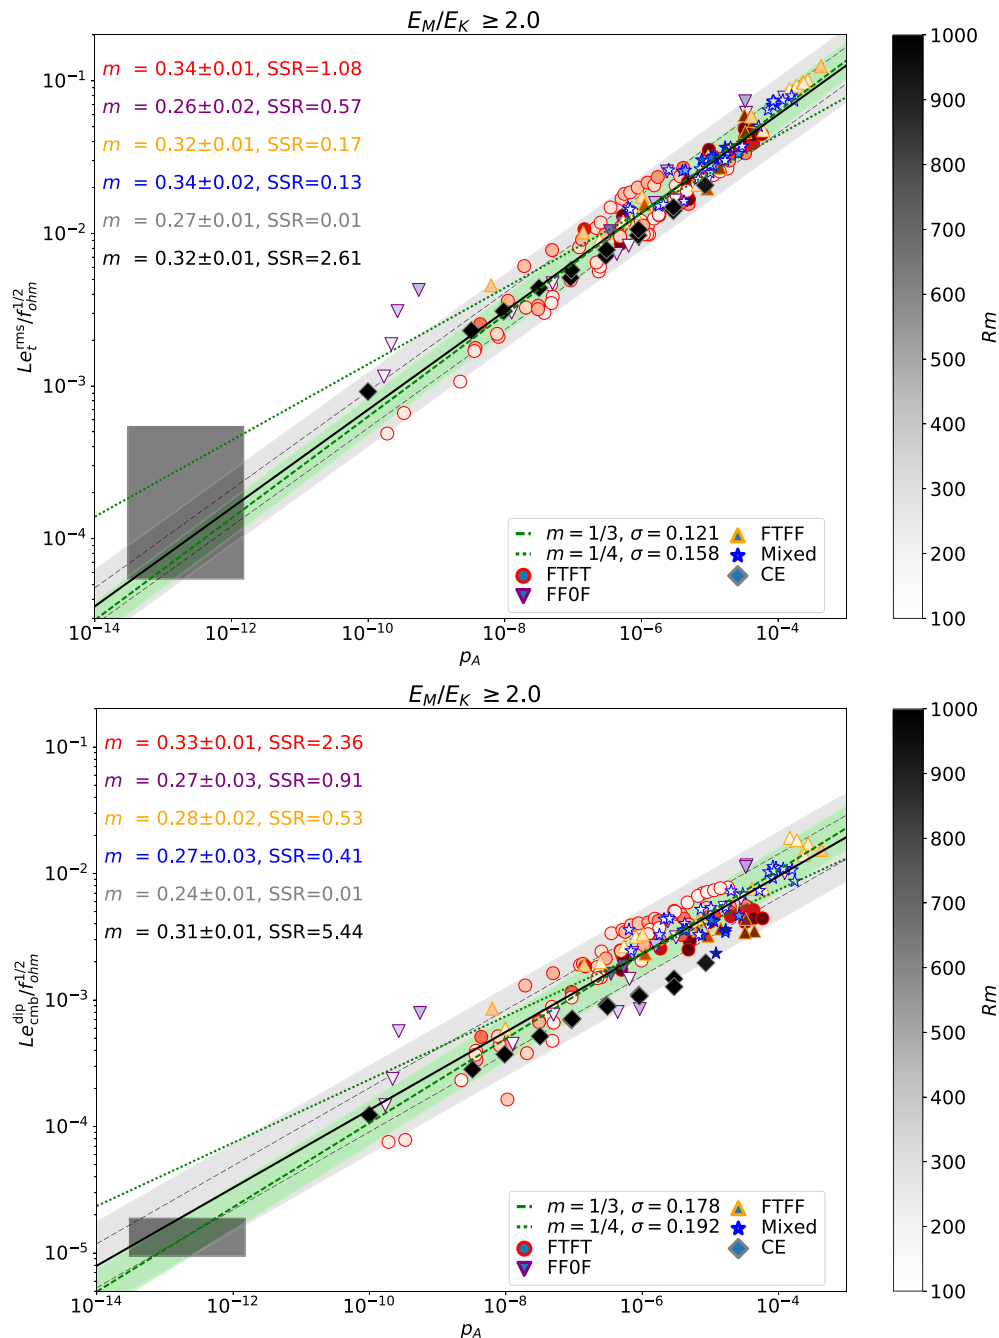 E_M/E_K ≥ 2.0
m = 0.34±0.01, SSR=1.08
m = 0.26±0.02, SSR=0.57
m = 0.32±0.01, SSR=0.17
m = 0.34±0.02, SSR=0.13
m = 0.27±0.01, SSR=0.01
m = 0.32±0.01, SSR=2.61
10^{-1}
10^{-2}
10^{-3}
10^{-4}
Le_t^{rms}/f_{ohm}^{1/2}
m = 1/3, σ = 0.121
m = 1/4, σ = 0.158
FTFT
FF0F
FTFF
Mixed
CE
10^{-14} 10^{-12} 10^{-10} 10^{-8} 10^{-6} 10^{-4}
p_A
1000
900
800
700
600
500
400
300
200
100
Rm
E_M/E_K ≥ 2.0
m = 0.33±0.01, SSR=2.36
m = 0.27±0.03, SSR=0.91
m = 0.28±0.02, SSR=0.53
m = 0.27±0.03, SSR=0.41
m = 0.24±0.01, SSR=0.01
m = 0.31±0.01, SSR=5.44
10^{-1}
10^{-2}
10^{-3}
10^{-4}
10^{-5}
Le_{cmb}^{dip}/f_{ohm}^{1/2}
m = 1/3, σ = 0.178
m = 1/4, σ = 0.192
FTFT
FF0F
FTFF
Mixed
CE
10^{-14} 10^{-12} 10^{-10} 10^{-8} 10^{-6} 10^{-4}
p_A
1000
900
800
700
600
500
400
300
200
100
Rm